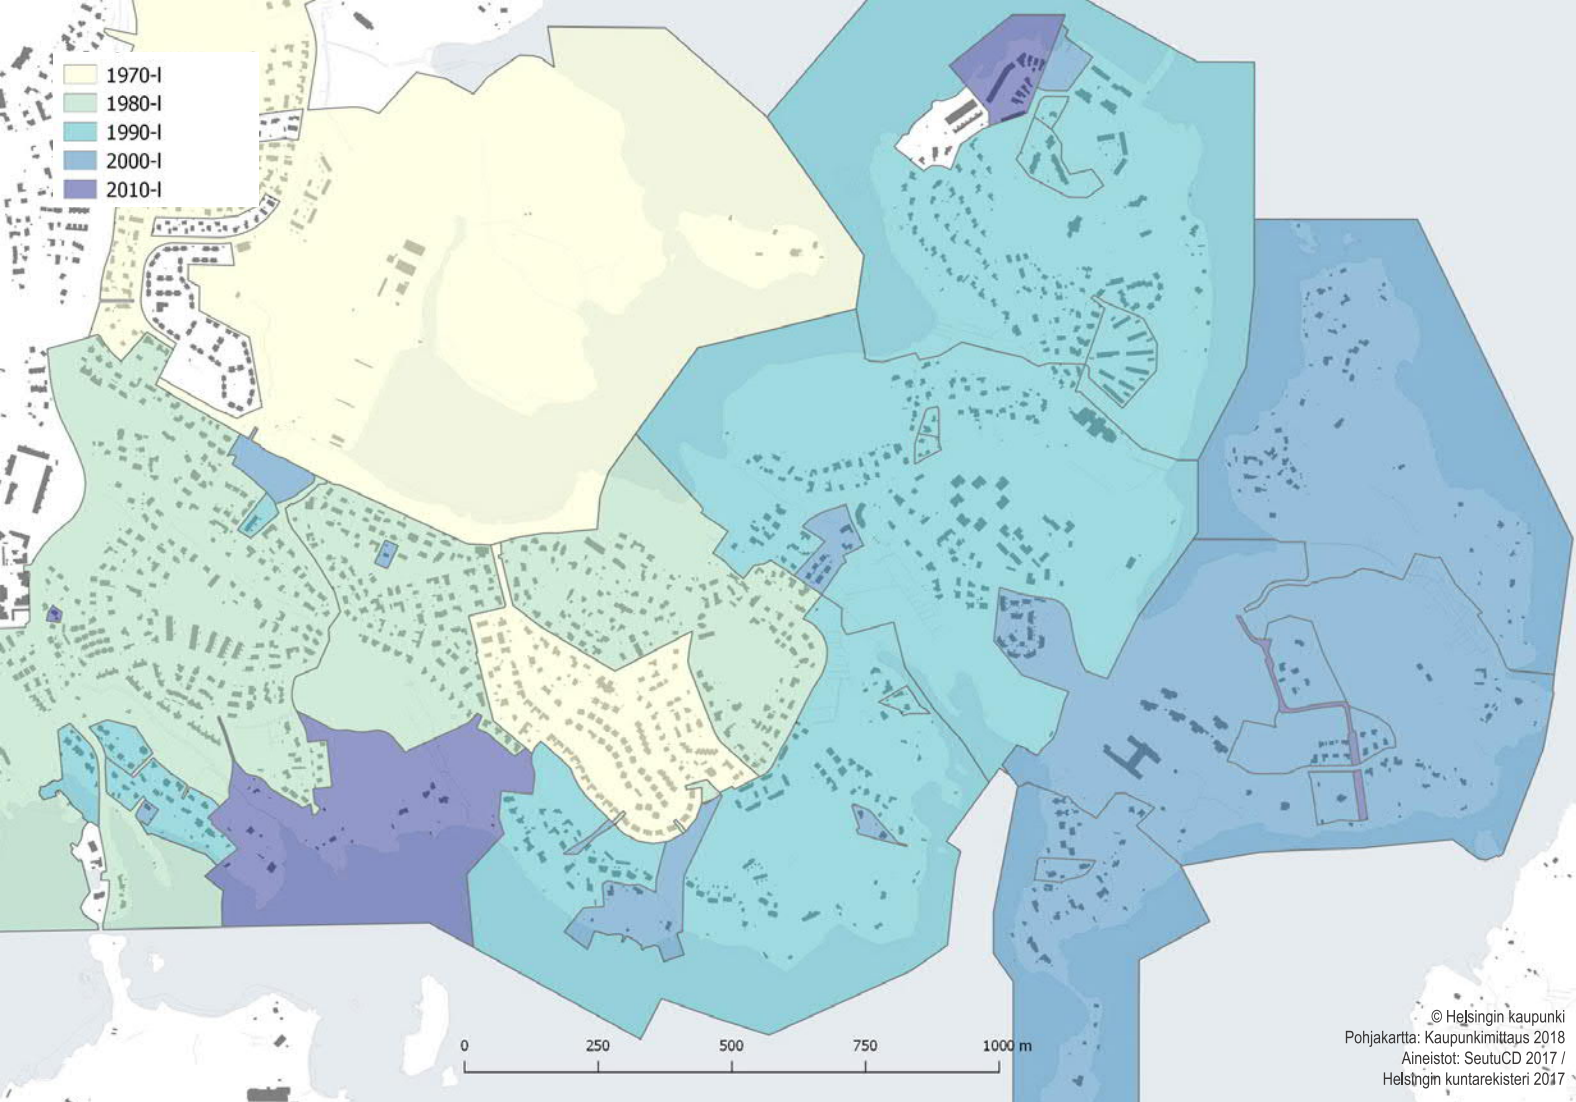 1970-l
1980-l
1990-l
2000-l
2010-l
0 250 500 750 1000 m
© Helsingin kaupunki
Pohjakartta: Kaupunkimittaus 2018
Aineistot: SeutuCD 2017 /
Helsingin kuntarekisteri 2017